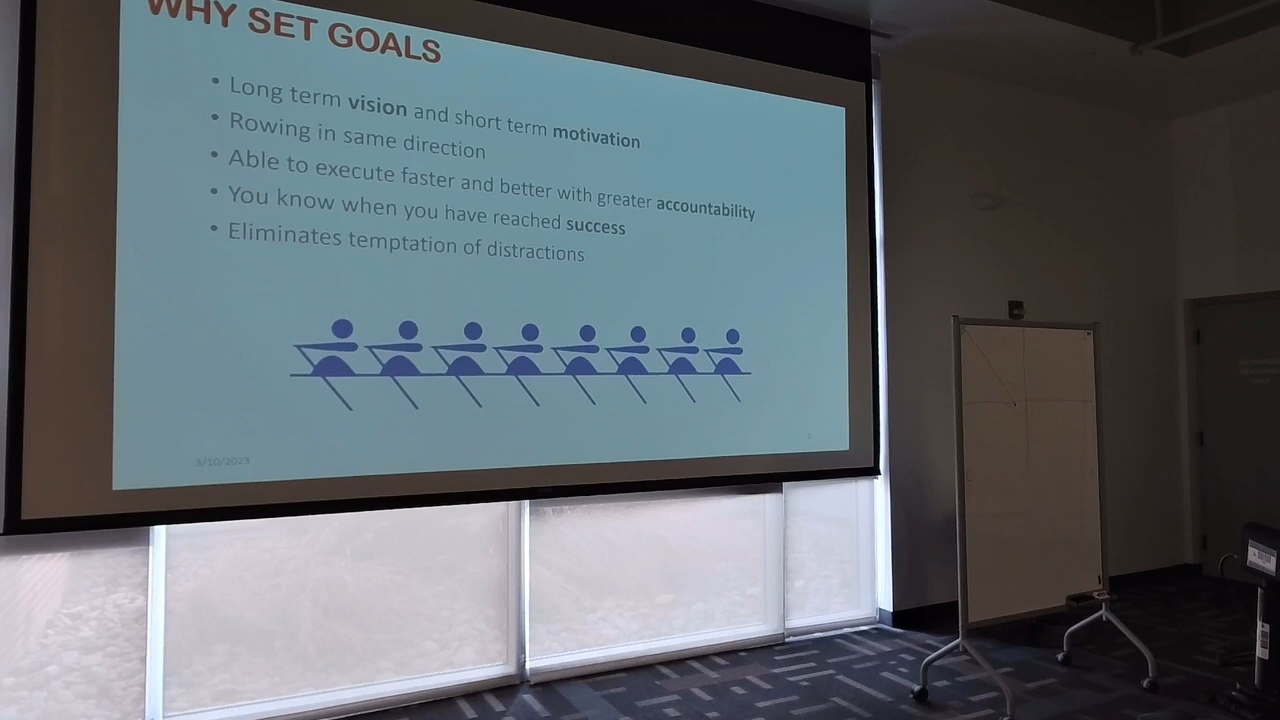 WHY SET GOALS
• Long term vision and short term motivation
• Rowing in same direction
• Able to execute faster and better with greater accountability
• You know when you have reached success
• Eliminates temptation of distractions
3/10/2023
2